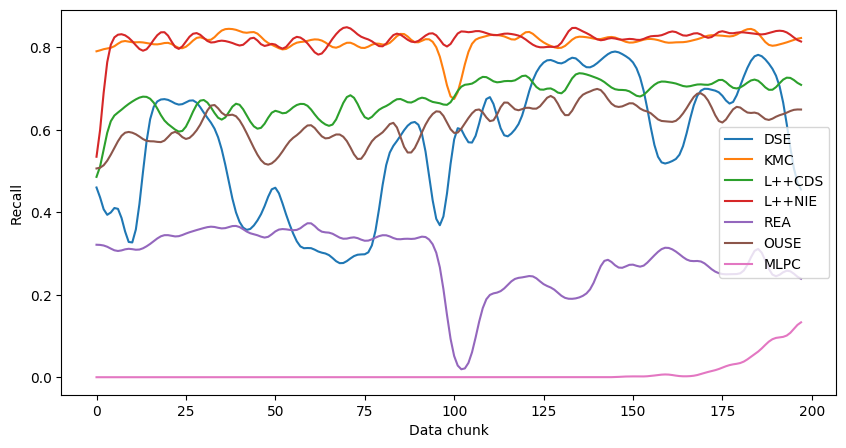 0.8
0.6
0.4
0.2
0.0
Recall
0
25
50
75
100
125
150
175
200
Data chunk
DSE
KMC
L++CDS
L++NIE
REA
OUSE
MLPC